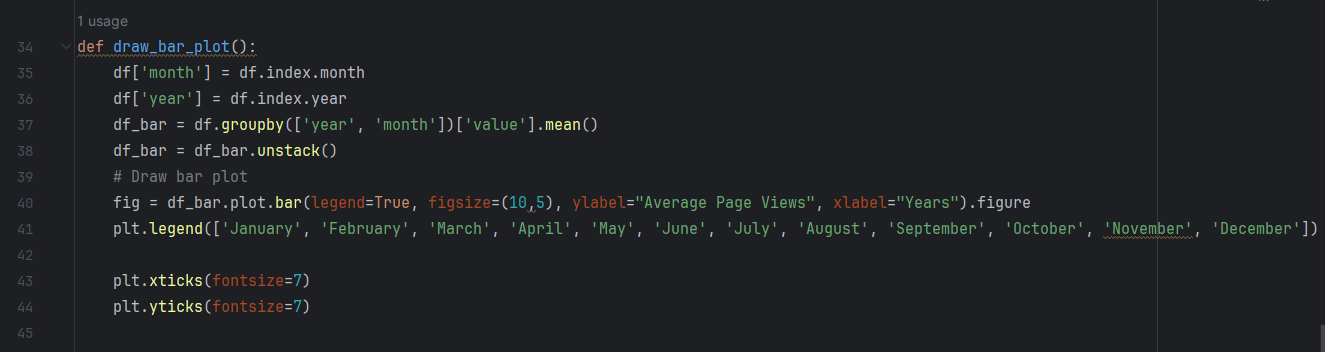 1 usage
34 def draw_bar_plot():
35 df['month'] = df.index.month
36 df['year'] = df.index.year
37 df_bar = df.groupby(['year', 'month'])['value'].mean()
38 df_bar = df_bar.unstack()
39 # Draw bar plot
40 fig = df_bar.plot.bar(legend=True, figsize=(10,5), ylabel="Average Page Views", xlabel="Years").figure
41 plt.legend(['January', 'February', 'March', 'April', 'May', 'June', 'July', 'August', 'September', 'October', 'November', 'December'])
42
43 plt.xticks(fontsize=7)
44 plt.yticks(fontsize=7)
45